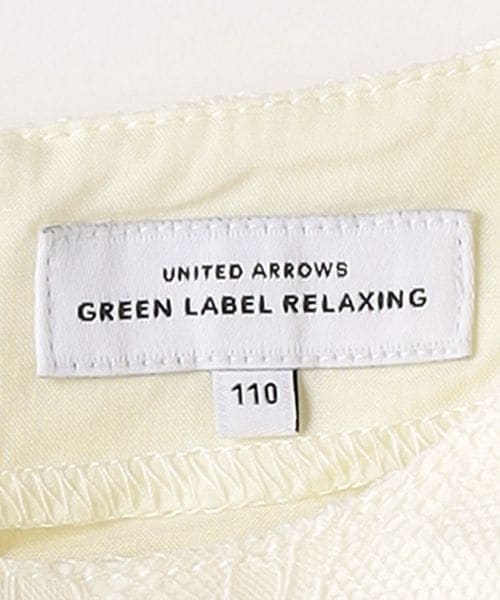 UNITED ARROWS
GREEN LABEL RELAXING
110